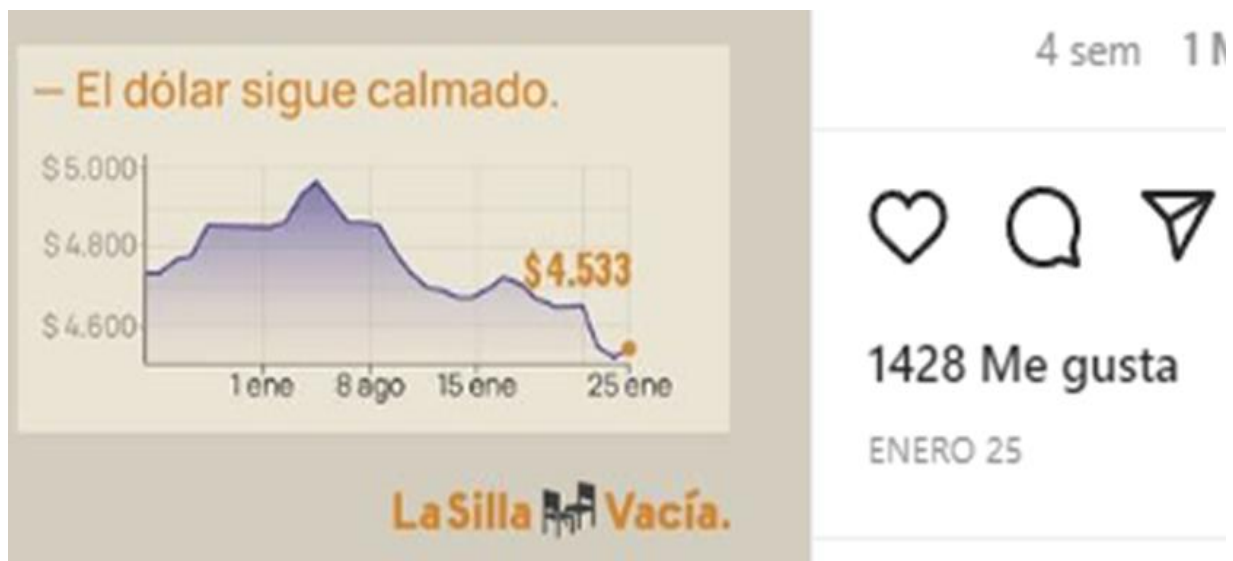 – El dólar sigue calmado.
$5.000
$4.800
$4.533
$4.600
1 ene 8 ago 15 ene 25 ene
La Silla Vacía.
4 sem 1 M
1428 Me gusta
ENERO 25